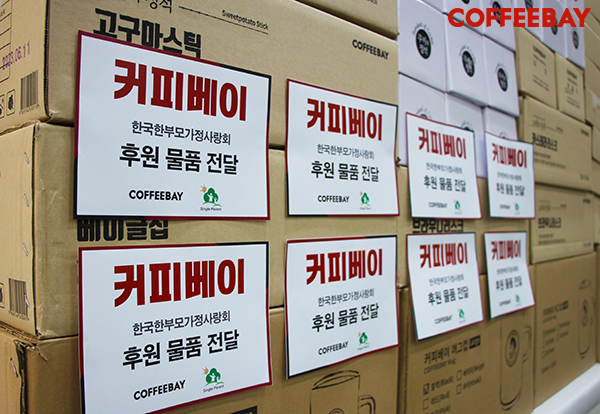 COFFEEBAY
Sweetpotato Stick
고구마스틱
COFFEEBAY
커피베이
한국한부모가정사랑회
후원 물품 전달
COFFEEBAY
Single Parent
커피베이
한국한부모가정사랑회
후원 물품 전달
COFFEEBAY
커피베이
한국한부모가정사랑회
후원 물품 전달
커피베이
한국한부모가정사랑회
후원 물품 전달
베이글칩
커피베이
한국한부모가정사랑회
후원 물품 전달
COFFEEBAY
Single Parent
커피베이
한국한부모가정사랑회
후원 물품 전달
COFFEEBAY
커피베이
한국한부모가정사랑회
후원 물품 전달
커피베이
한국한부모가정사랑회
후원 물품 전달
커피베이 머그컵